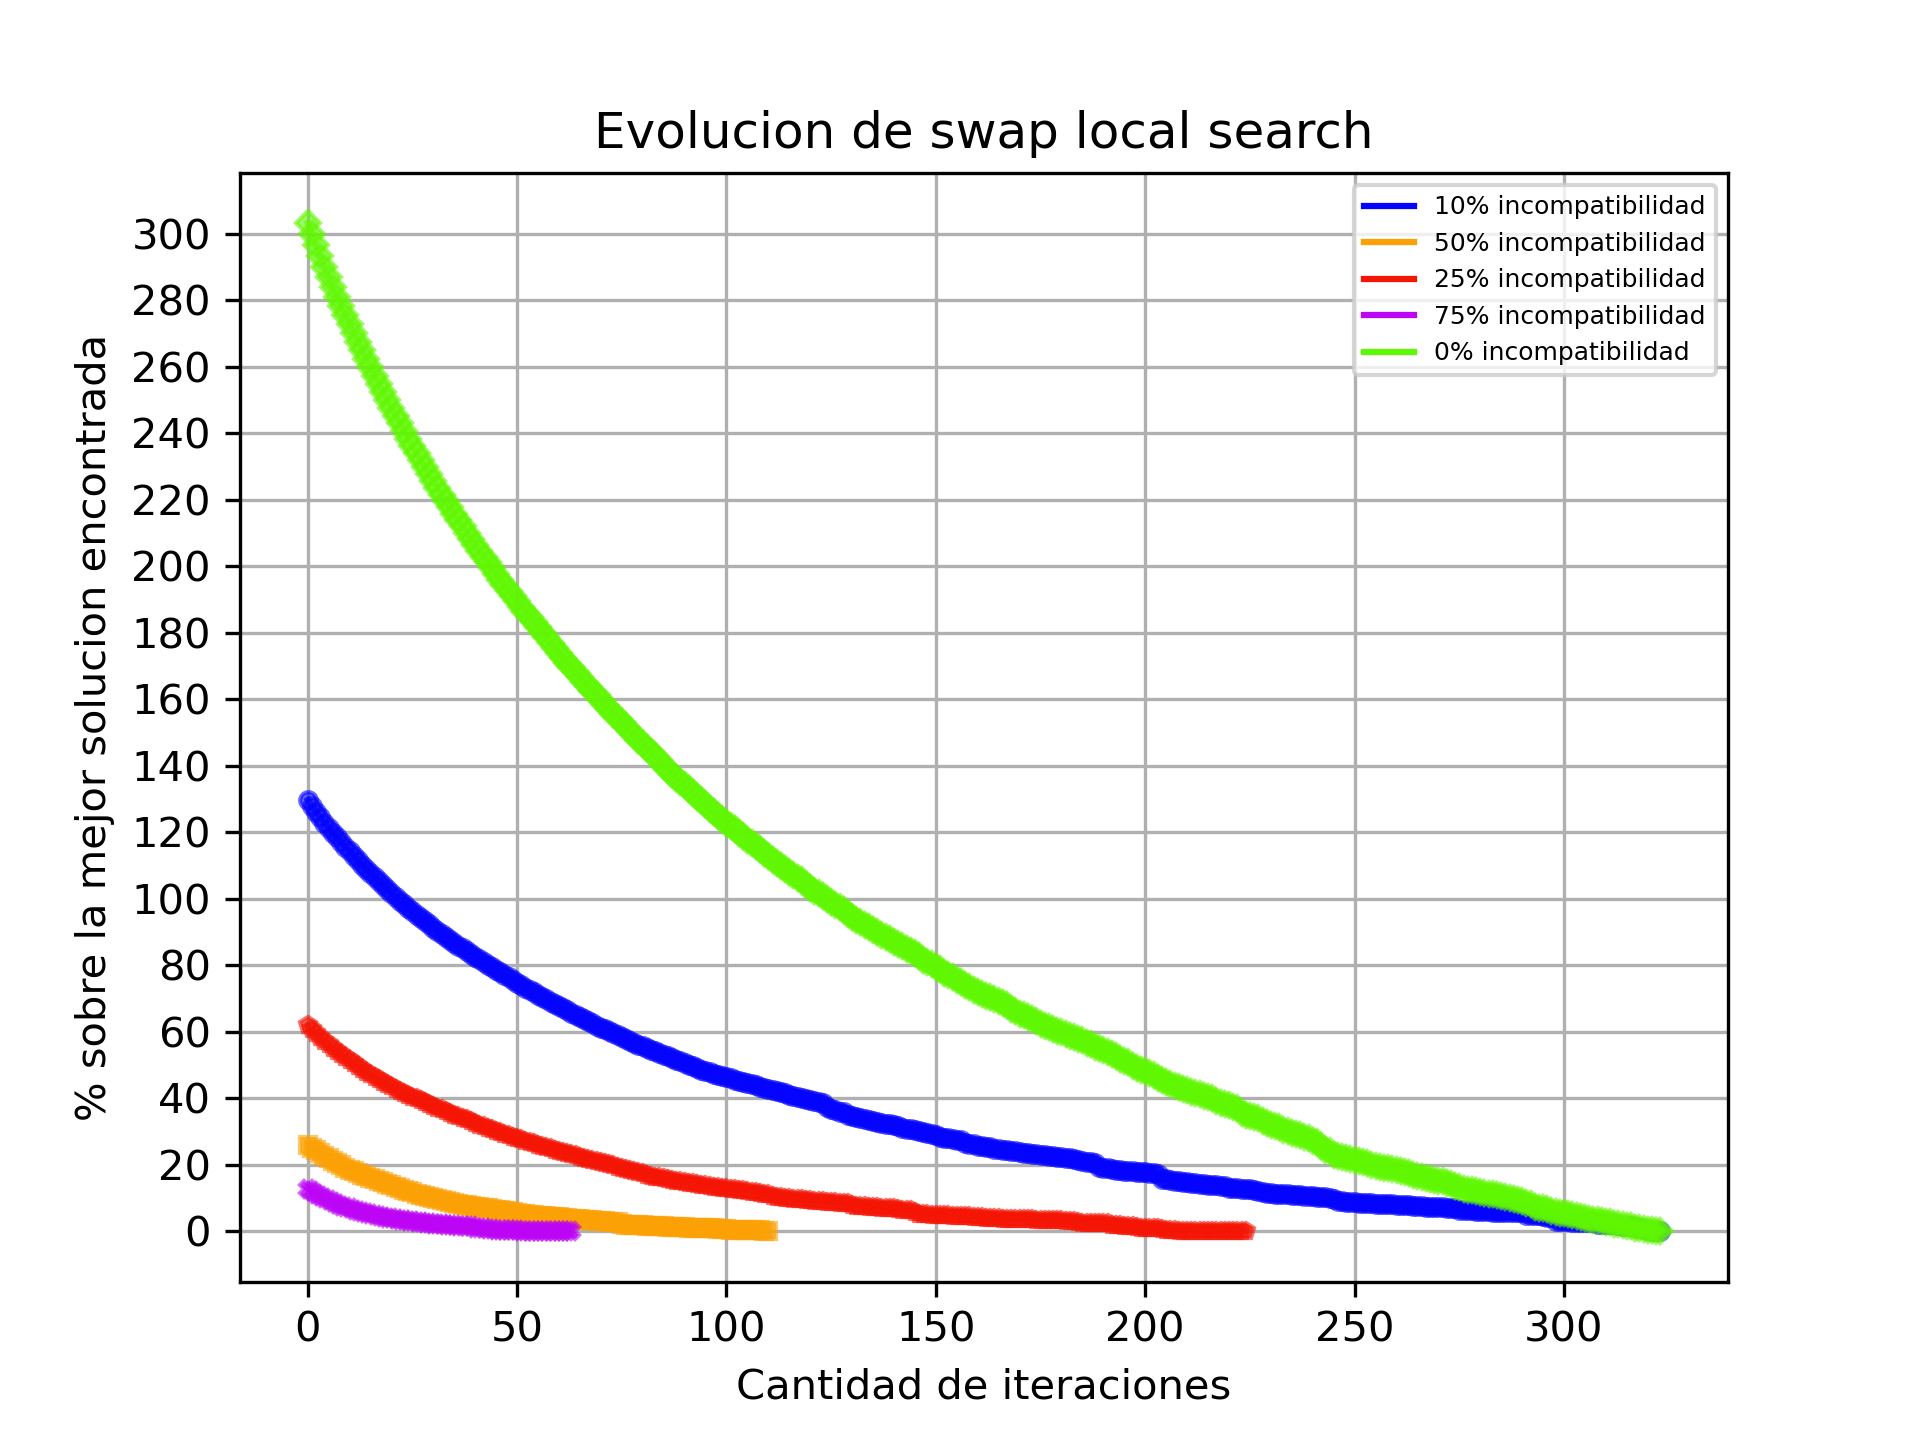 Evolucion de swap local search
10% incompatibilidad
50% incompatibilidad
25% incompatibilidad
75% incompatibilidad
0% incompatibilidad
% sobre la mejor solucion encontrada
300
280
260
240
220
200
180
160
140
120
100
80
60
40
20
0
0 50 100 150 200 250 300
Cantidad de iteraciones